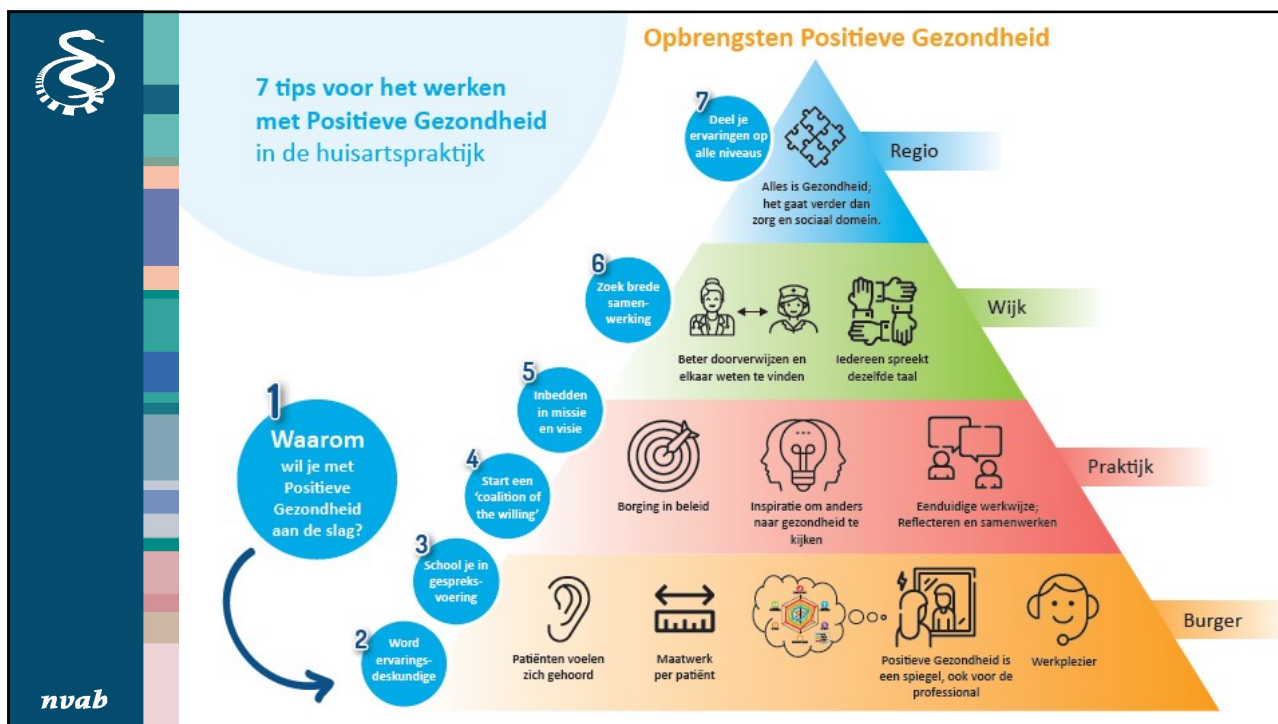 7 tips voor het werken
met Positieve Gezondheid
in de huisartspraktijk
Opbrengsten Positieve Gezondheid
7
Deel je
ervaringen op
alle niveaus
Alles is Gezondheid;
het gaat verder dan
zorg en sociaal domein.
Regio
6
Zoek brede
samen-
werking
Beter doorverwijzen en
elkaar weten te vinden
Iedereen spreekt
dezelfde taal
Wijk
5
Inbedden
in missie
en visie
1
Waarom
wil je met
Positieve
Gezondheid
aan de slag?
4
Start een
'coalition of
the willing'
Borging in beleid
Inspiratie om anders
naar gezondheid te
kijken
Eenduidige werkwijze;
Reflecteren en samenwerken
Praktijk
3
School je in
gespreks-
voering
2
Word
ervarings-
deskundige
Patiënten voelen
zich gehoord
Maatwerk
per patiënt
Positieve Gezondheid is
een spiegel, ook voor de
professional
Werkplezier
Burger
nvab